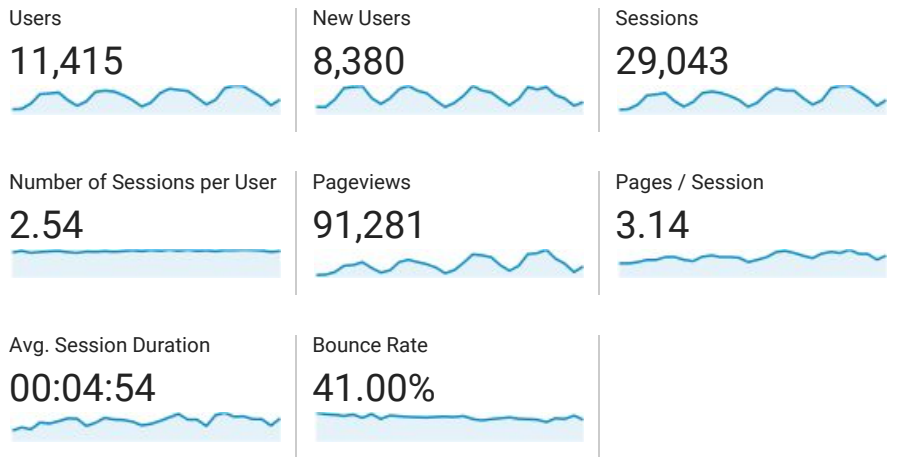 Users
11,415
New Users
8,380
Sessions
29,043
Number of Sessions per User
2.54
Pageviews
91,281
Pages / Session
3.14
Avg. Session Duration
00:04:54
Bounce Rate
41.00%